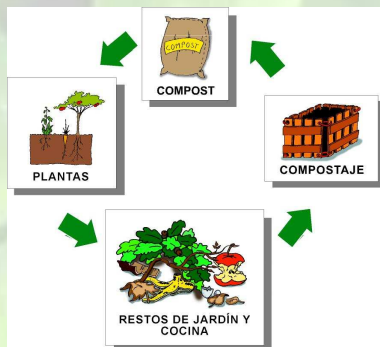 COMPOST
COMPOST
PLANTAS
COMPOSTAJE
RESTOS DE JARDÍN Y
COCINA